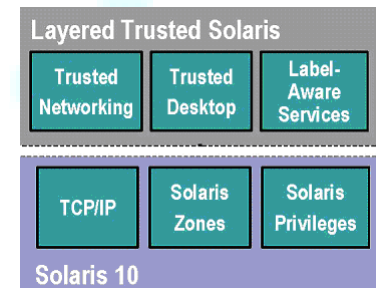 Layered Trusted Solaris
Trusted
Networking
Trusted
Desktop
Label-
Aware
Services
TCP/IP
Solaris
Zones
Solaris
Privileges
Solaris 10